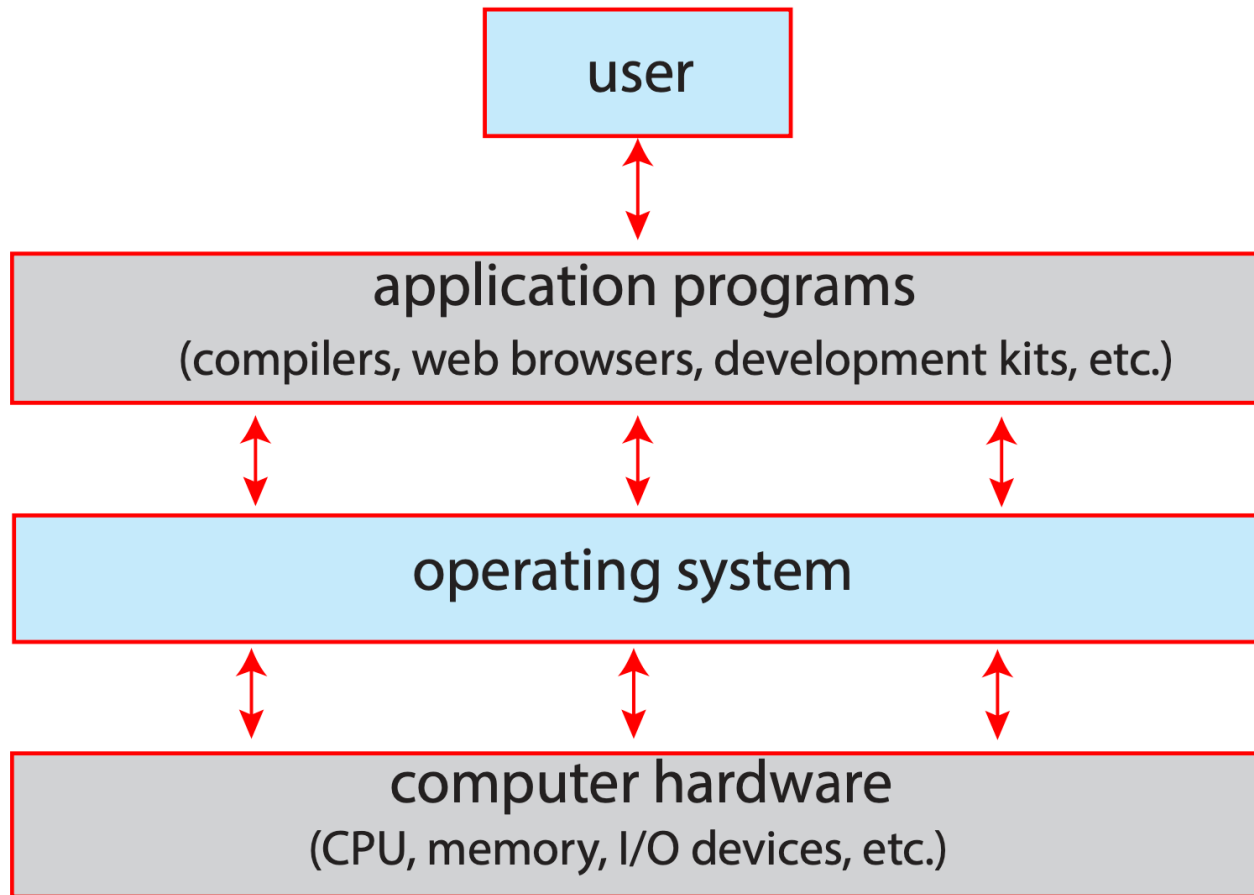 user
application programs
(compilers, web browsers, development kits, etc.)
operating system
computer hardware
(CPU, memory, I/O devices, etc.)